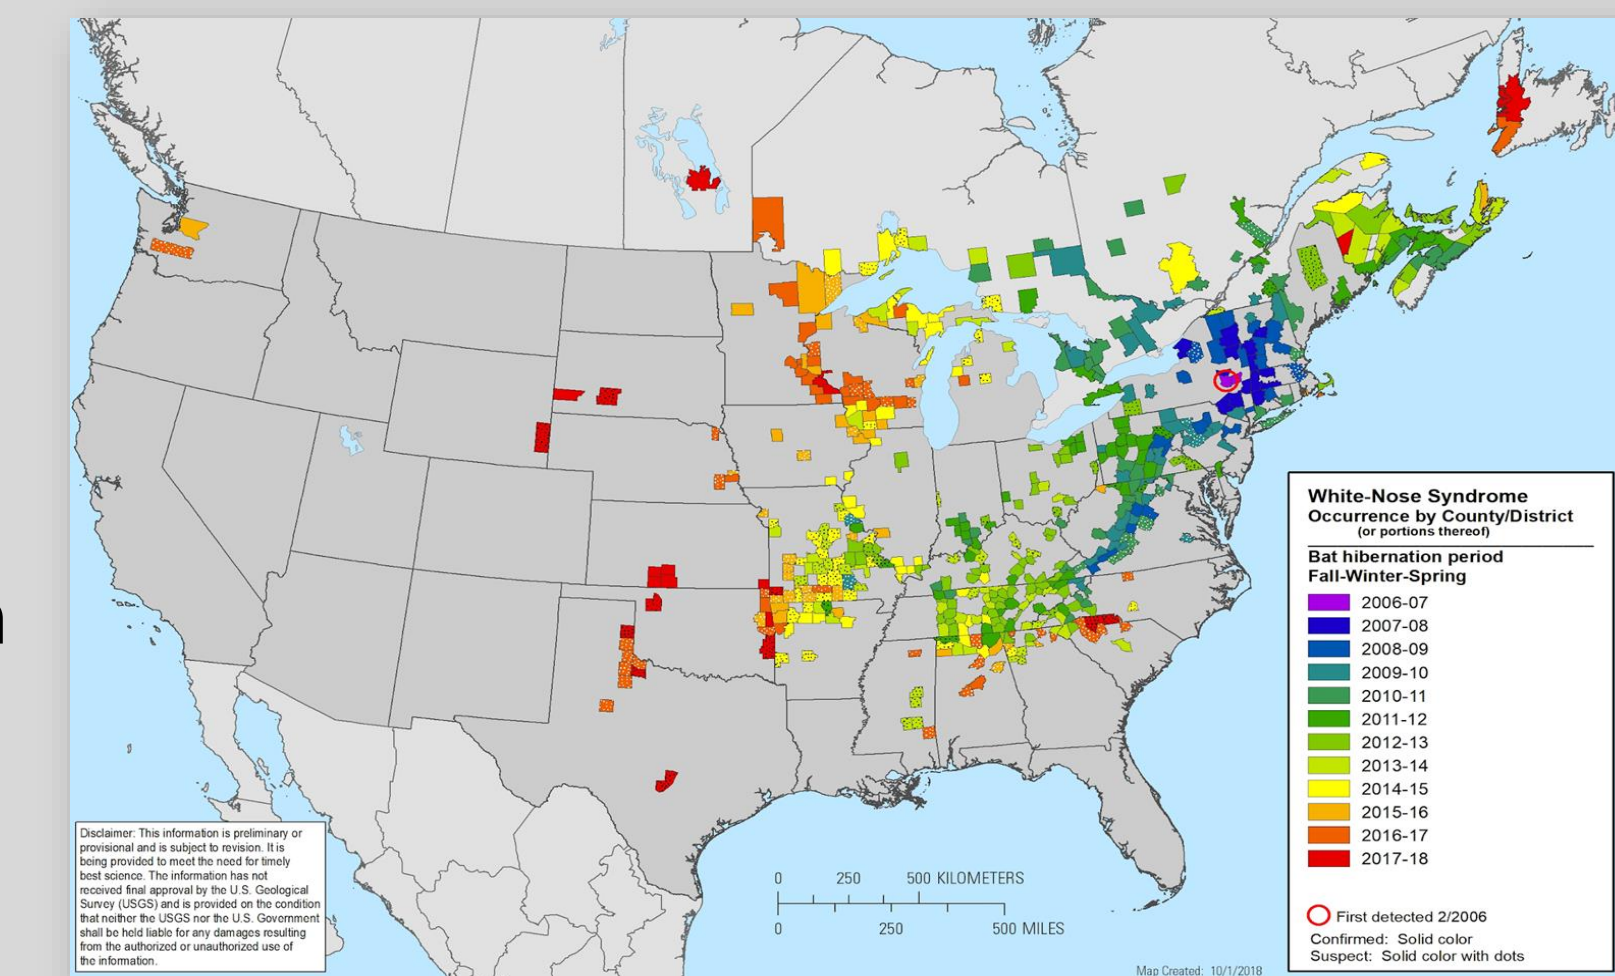 n
White-Nose Syndrome
Occurrence by County/District
(or portions thereof)
Bat hibernation period
Fall-Winter-Spring
2006-07
2007-08
2008-09
2009-10
2010-11
2011-12
2012-13
2013-14
2014-15
2015-16
2016-17
2017-18
First detected 2/2006
Confirmed: Solid color
Suspect: Solid color with dots
Disclaimer: This information is preliminary or
provisional and is subject to revision. It is
being provided to meet the need for timely
best science. The information has not
received final approval by the U.S. Geological
Survey (USGS) and is provided on the condition
that neither the USGS nor the U.S. Government
shall be held liable for any damages resulting
from the authorized or unauthorized use of
the information.
0 250 500 KILOMETERS
0 250 500 MILES
Map Created: 10/1/2018